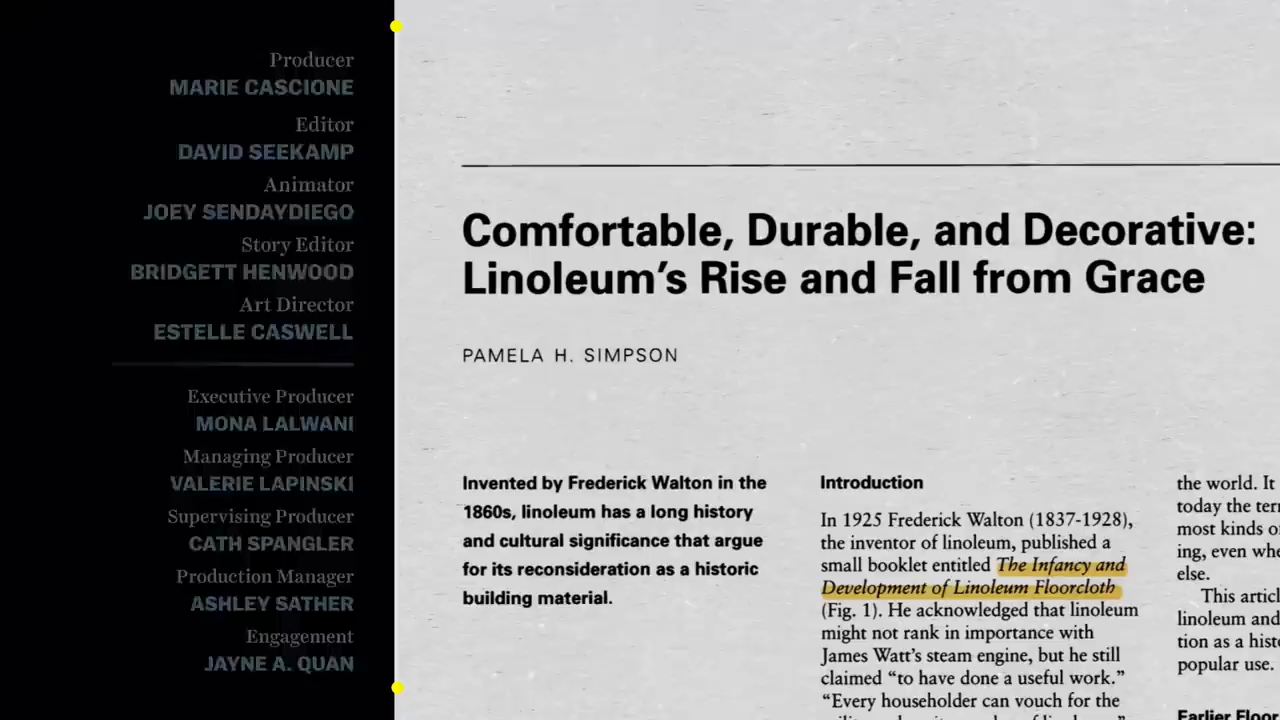 Producer
MARIE CASCIONE
Editor
DAVID SEEKAMP
Animator
JOEY SENDAYDIEGO
Story Editor
BRIDGETT HENWOOD
Art Director
ESTELLE CASWELL
Executive Producer
MONA LALWANI
Managing Producer
VALERIE LAPINSKI
Supervising Producer
CATH SPANGLER
Production Manager
ASHLEY SATHER
Engagement
JAYNE A. QUAN
Comfortable, Durable, and Decorative:
Linoleum's Rise and Fall from Grace
PAMELA H. SIMPSON
Invented by Frederick Walton in the
1860s, linoleum has a long history
and cultural significance that argue
for its reconsideration as a historic
building material.
Introduction
In 1925 Frederick Walton (1837-1928),
the inventor of linoleum, published a
small booklet entitled The Infancy and
Development of Linoleum Floorcloth
(Fig. 1). He acknowledged that linoleum
might not rank in importance with
James Watt's steam engine, but he still
claimed "to have done a useful work."
"Every householder can vouch for the
the world. It
today the
most kinds
ing, even
else.
This
linoleum and
tion as a
popular use.
Earlier